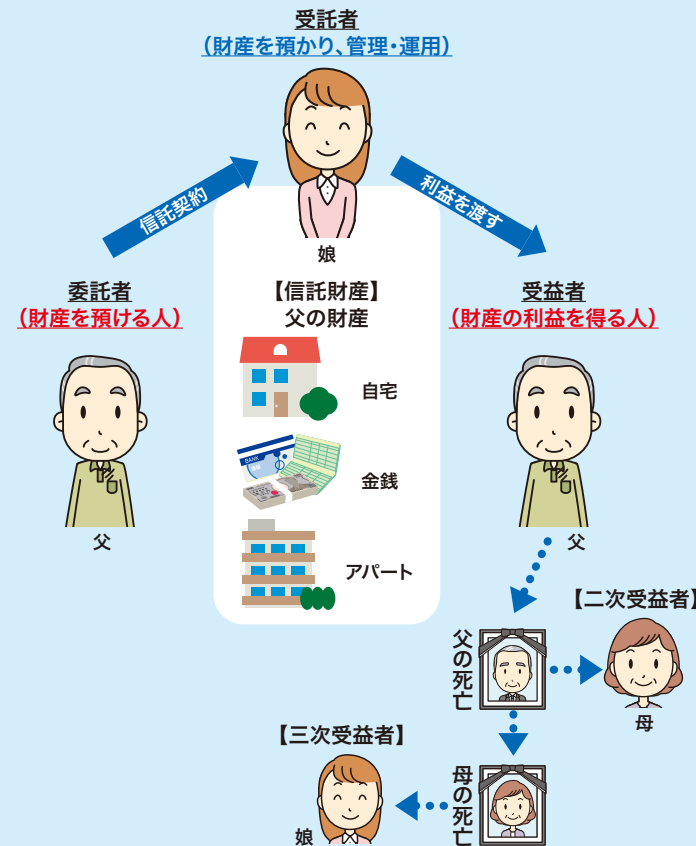 受託者
（財産を預かり、管理・運用）
信託契約
利益を渡す
娘
委託者
（財産を預ける人）
父
【信託財産】
父の財産
自宅
BANK
金銭
アパート
受益者
（財産の利益を得る人）
父
父の死亡
【二次受益者】
母
母の死亡
【三次受益者】
娘